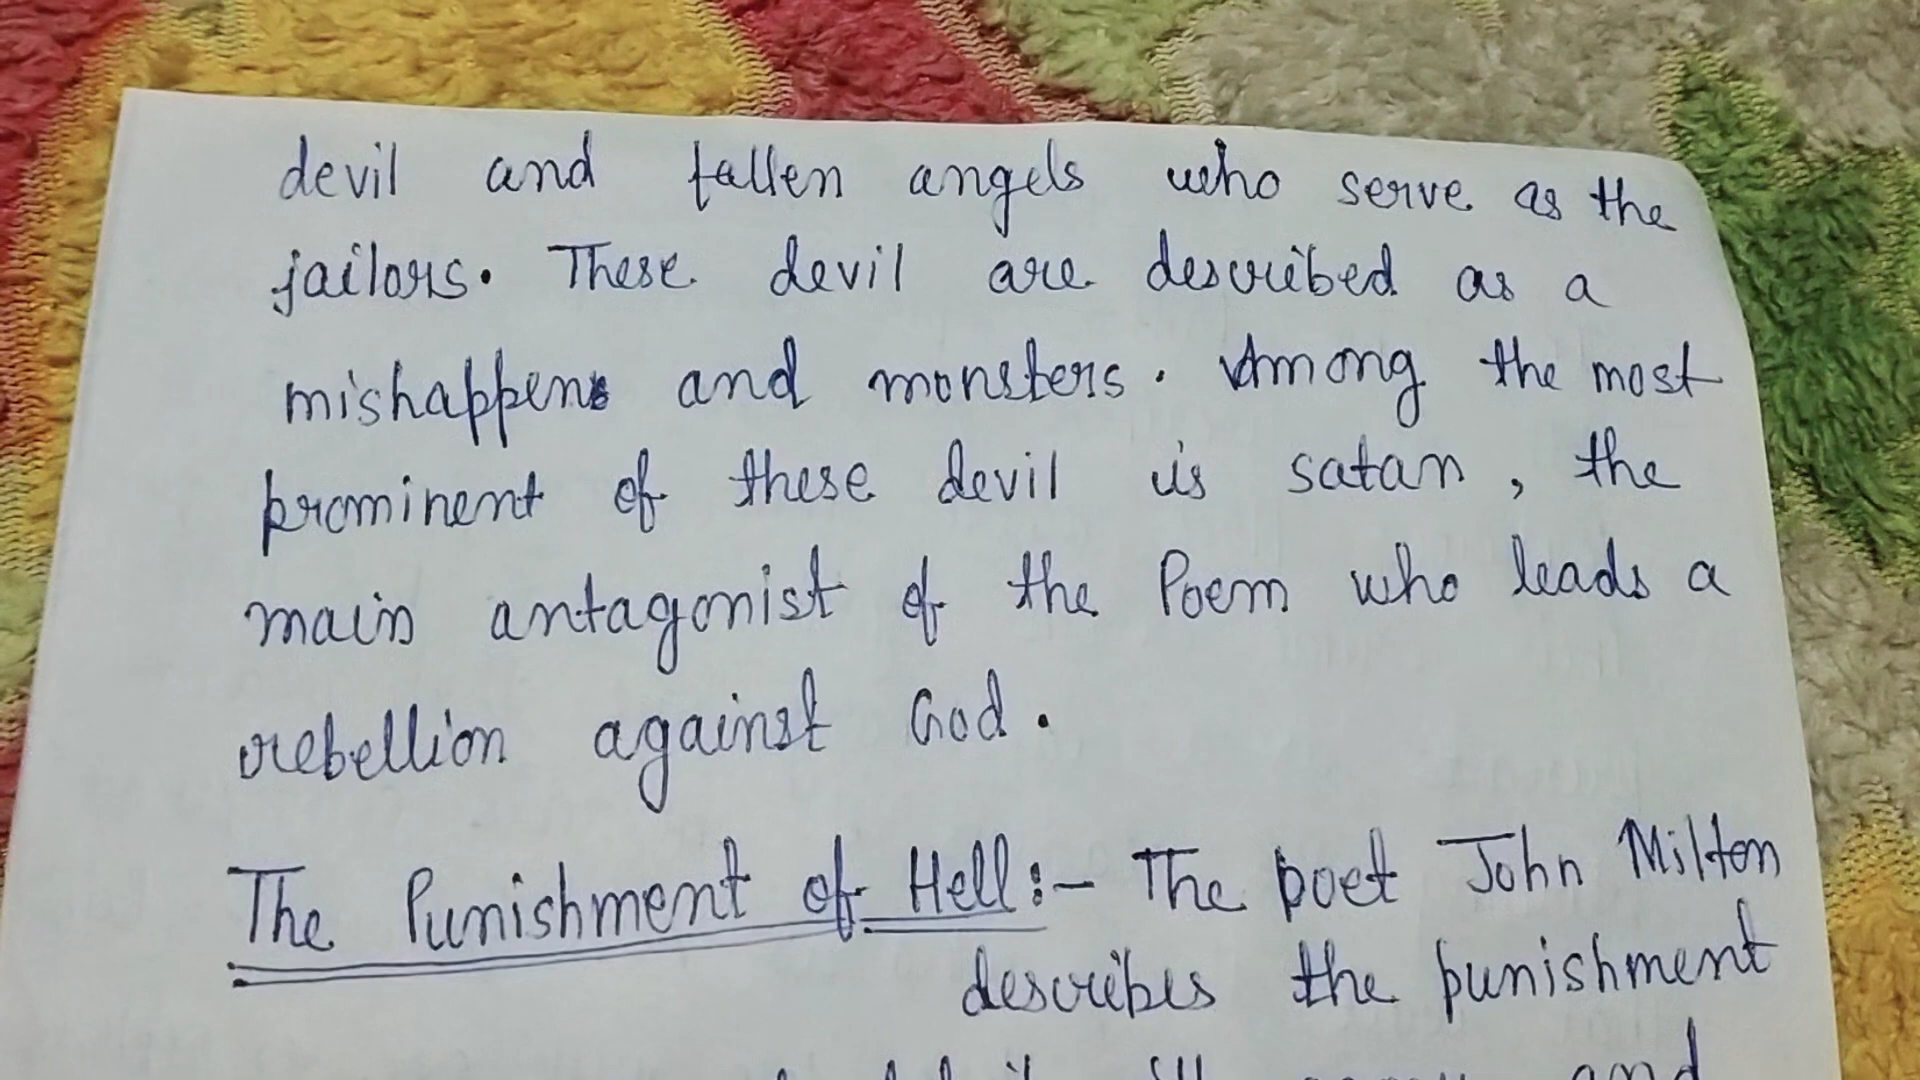 devil and fallen angels who serve as the
jailors. These devil are described as a
mishappens and monsters. Among the most
prominent of these devil is satan, the
main antagonist of the Poem who leads a
rebellion against God.
The Punishment of Hell:- The poet John Milton
describes the punishment
and